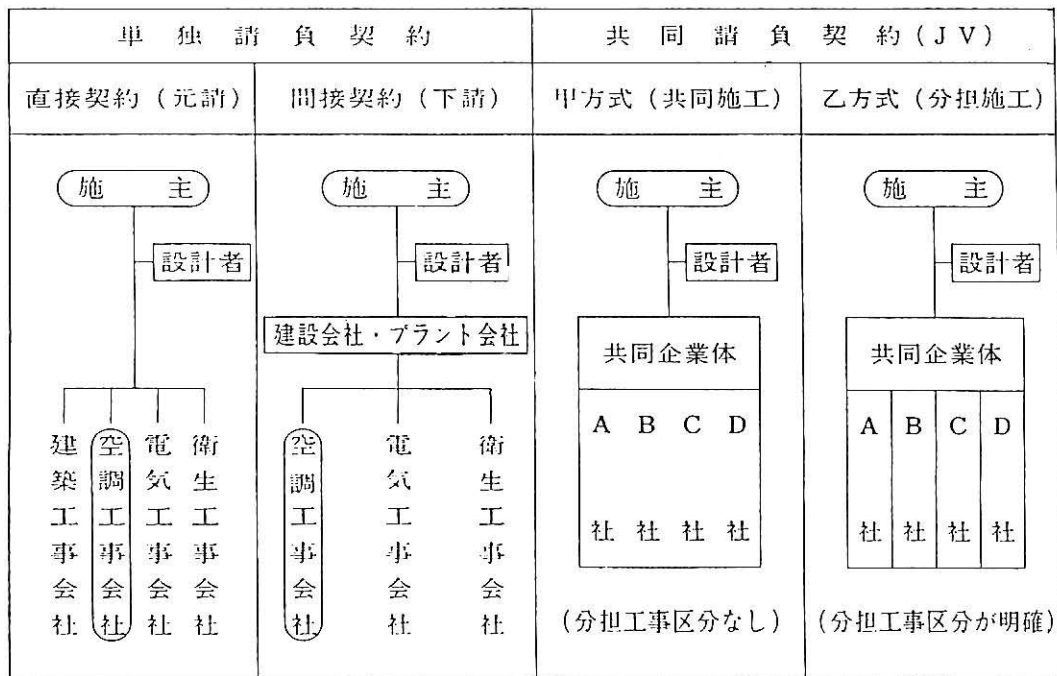 単独請負契約
共同請負契約(JV)
直接契約(元請)
間接契約(下請)
甲方式(共同施工)
乙方式(分担施工)
施主
設計者
建築工事会社
空調工事会社
電気工事会社
衛生工事会社
施主
設計者
建設会社・プラント会社
空調工事会社
電気工事会社
衛生工事会社
施主
設計者
共同企業体
A社
B社
C社
D社
(分担工事区分なし)
施主
設計者
共同企業体
A社
B社
C社
D社
(分担工事区分が明確)